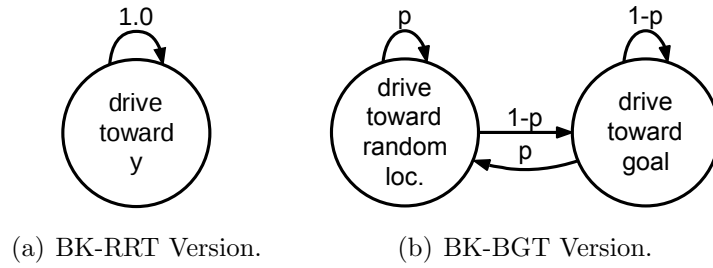 1.0
drive
toward
y
(a) BK-RRT Version.
p
drive
toward
random
loc.
1-p
p
1-p
drive
toward
goal
(b) BK-BGT Version.